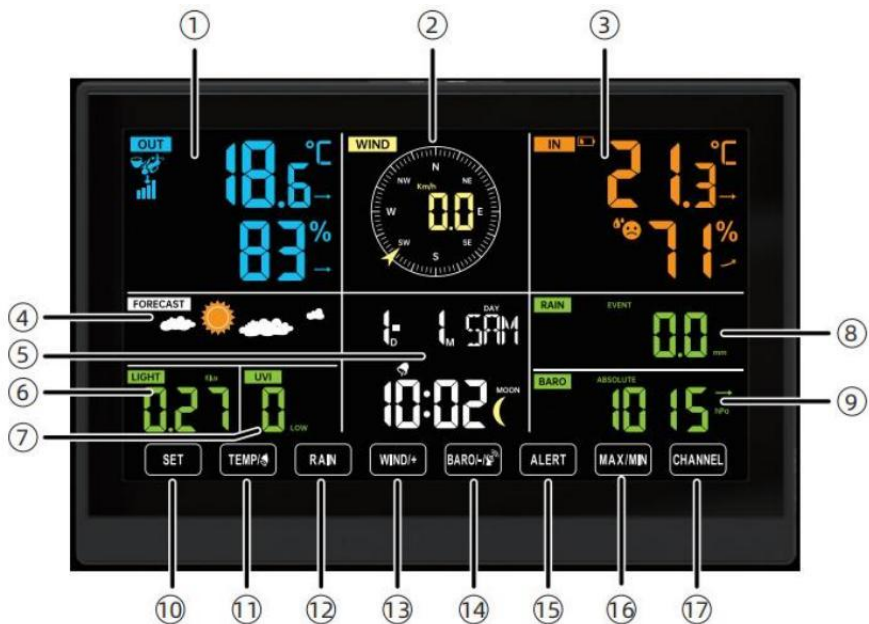 ① ② ③
OUT
18.6 °C
83 %
WIND
N
NW NE
Km/h
W 0.0 E
SW SE
S
IN
21.3 °C
71 %
④ FORECAST
⑤
DAY
1- D 1 M SAM
MOON
10:02
⑥ LIGHT
Klx
0.27
⑦ UVI
0 LOW
RAIN EVENT
0.0 mm ⑧
BARO ABSOLUTE
1015 hPa ⑨
SET TEMP/ RAIN WIND/+ BARO/-/ ALERT MAX/MIN CHANNEL
⑩ ⑪ ⑫ ⑬ ⑭ ⑮ ⑯ ⑰